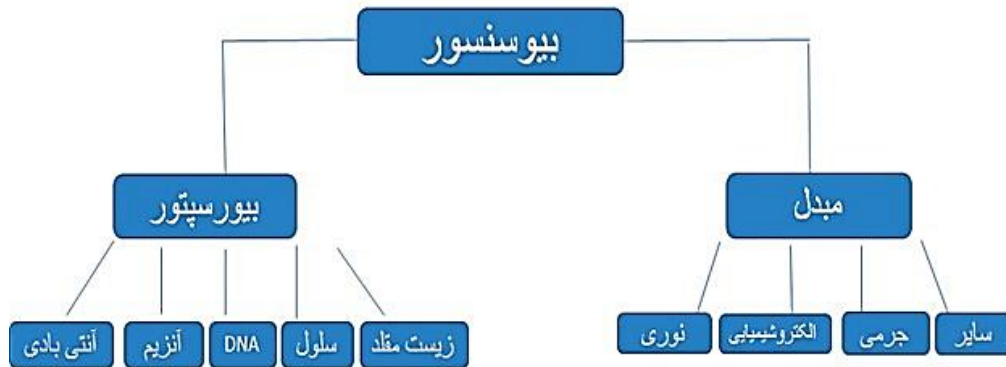 بیوسنسور
مبدل
بیورسپتور
سایر
جرمی
الکتروشیمیایی
نوری
زیست مقلد
سلول
DNA
آنزیم
آنتی بادی